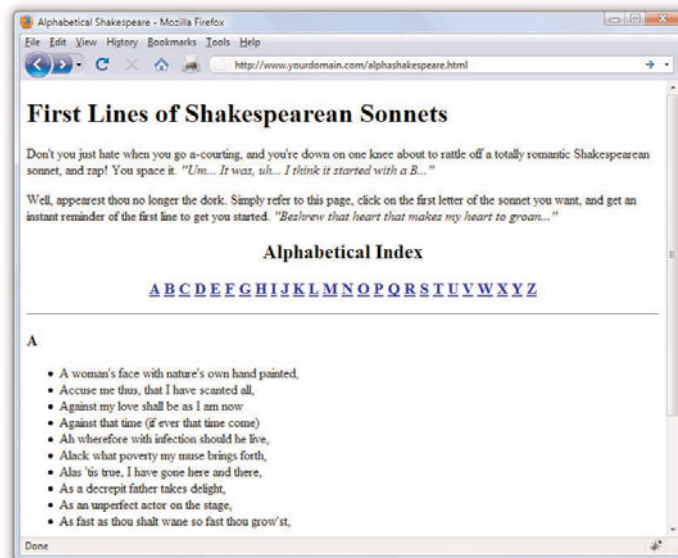 Alphabetical Shakespeare - Mozilla Firefox
File Edit View History Bookmarks Tools Help
http://www.yourdomain.com/alphashakespeare.html
First Lines of Shakespearean Sonnets
Don't you just hate when you go a-courting, and you're down on one knee about to rattle off a totally romantic Shakespearean
sonnet, and zap! You space it. "Um... It was, uh... I think it started with a B..."
Well, appearest thou no longer the dork. Simply refer to this page, click on the first letter of the sonnet you want, and get an
instant reminder of the first line to get you started. "Beshrew that heart that makes my heart to groan..."
Alphabetical Index
A B C D E F G H I J K L M N O P Q R S T U V W X Y Z
A
• A woman's face with nature's own hand painted,
• Accuse me thus, that I have scanted all,
• Against my love shall be as I am now
• Against that time (if ever that time come)
• Ah wherefore with infection should he live,
• Alack what poverty my muse brings forth,
• Alas 'tis true, I have gone here and there,
• As a decrepit father takes delight,
• As an unperfect actor on the stage,
• As fast as thou shalt wane so fast thou grow'st,
Done